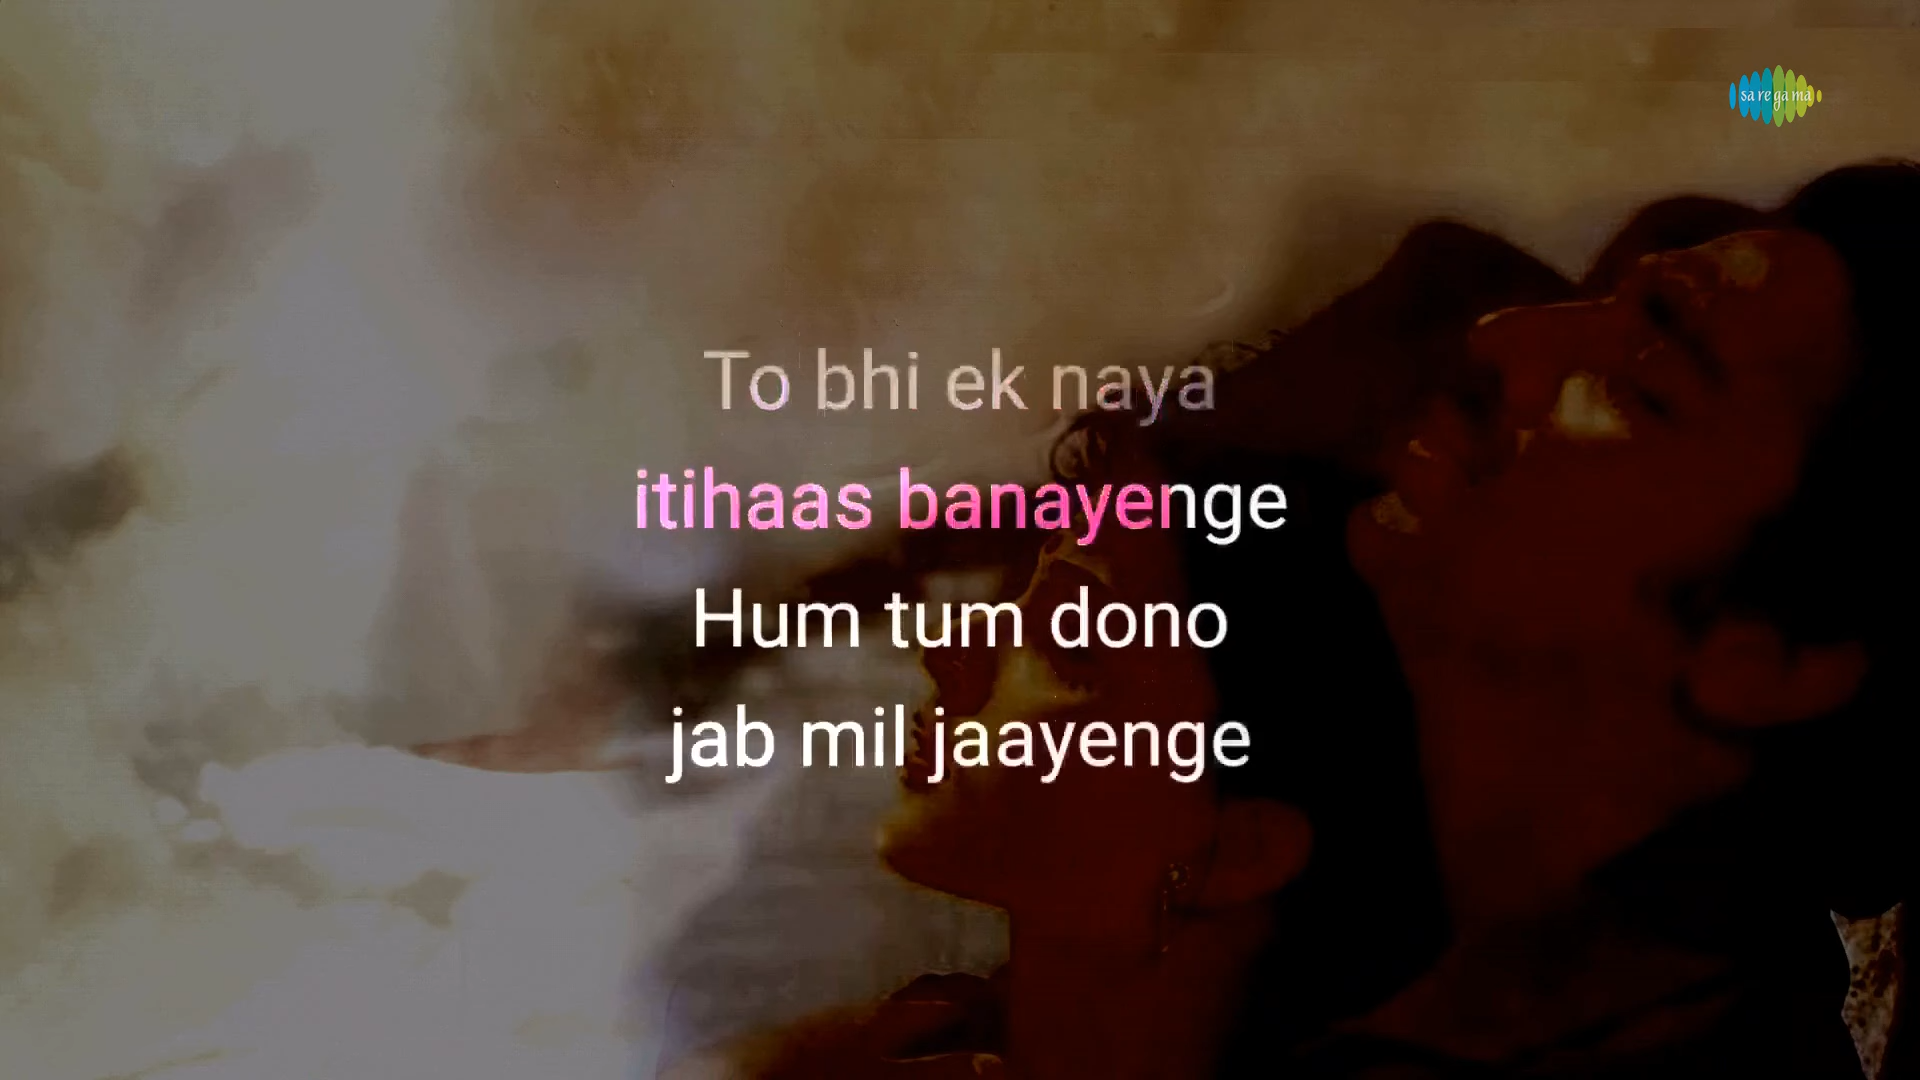 sa re ga ma
To bhi ek naya
itihaas banayenge
Hum tum dono
jab mil jaayenge